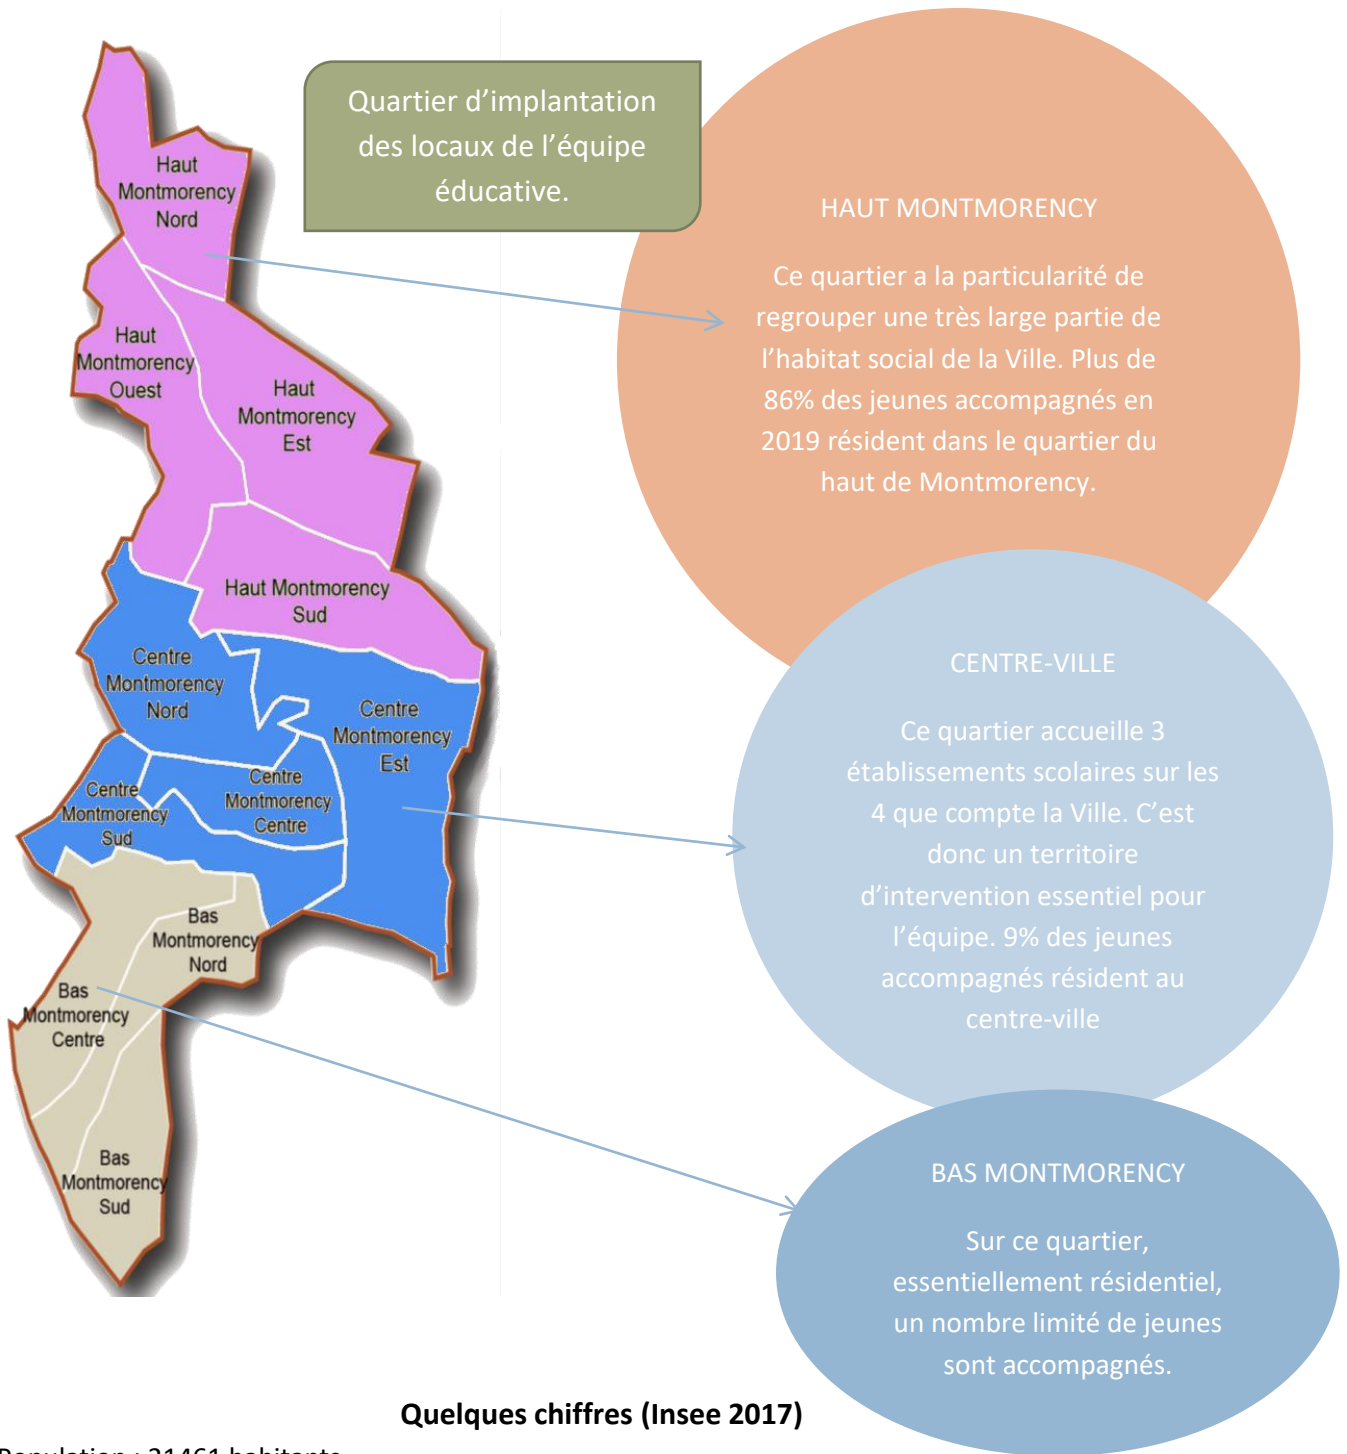 Quartier d’implantation
des locaux de l’équipe
éducative.
Haut
Montmorency
Nord
Haut
Montmorency
Ouest
Haut
Montmorency
Est
Haut Montmorency
Sud
Centre
Montmorency
Nord
Centre
Montmorency
Est
Centre
Montmorency
Centre
Centre
Montmorency
Sud
Bas
Montmorency
Nord
Bas
Montmorency
Centre
Bas
Montmorency
Sud
HAUT MONTMORENCY
Ce quartier a la particularité de
regrouper une très large partie de
l’habitat social de la Ville. Plus de
86% des jeunes accompagnés en
2019 résident dans le quartier du
haut de Montmorency.
CENTRE-VILLE
Ce quartier accueille 3
établissements scolaires sur les
4 que compte la Ville. C’est
donc un territoire
d’intervention essentiel pour
l’équipe. 9% des jeunes
accompagnés résident au
centre-ville
BAS MONTMORENCY
Sur ce quartier,
essentiellement résidentiel,
un nombre limité de jeunes
sont accompagnés.
Quelques chiffres (Insee 2017)
Population : 21461 habitants